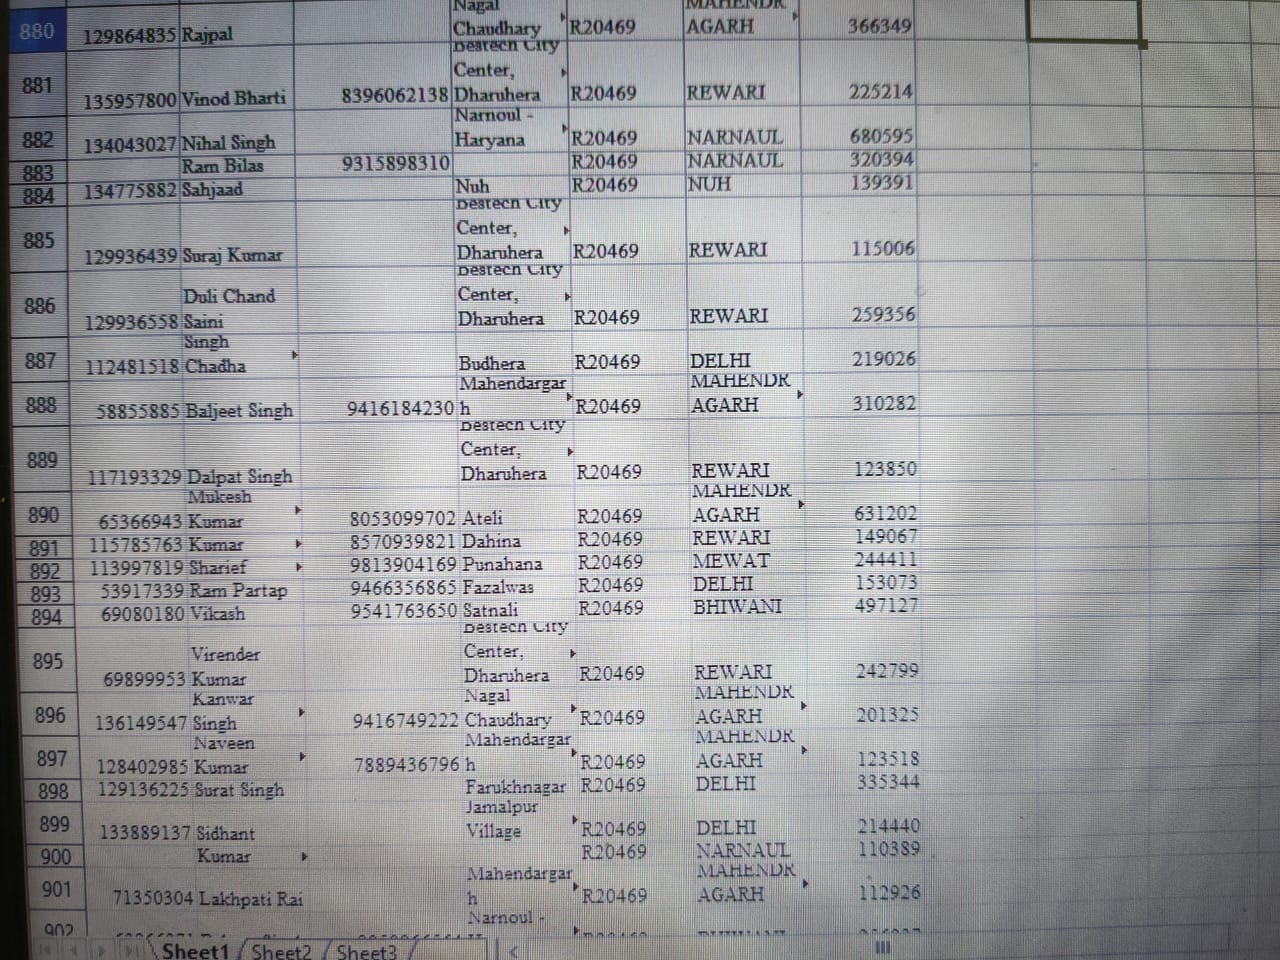 Nagal MAHENDR
880 129864835 Rajpal Chaudhary R20469 AGARH 366349
Bestech City
Center,
881 135957800 Vinod Bharti 8396062138 Dharuhera R20469 REWARI 225214
Narnoul -
882 134043027 Nihal Singh Haryana R20469 NARNAUL 680595
883 Ram Bilas 9315898310 R20469 NARNAUL 320394
884 134775882 Sahjaad Nuh R20469 NUH 139391
Bestech City
Center,
885 129936439 Suraj Kumar Dharuhera R20469 REWARI 115006
Bestech City
Duli Chand Center,
886 129936558 Saini Dharuhera R20469 REWARI 259356
Singh
887 112481518 Chadha Budhera R20469 DELHI 219026
Mahendargar MAHENDR
888 58855885 Baljeet Singh 9416184230 h R20469 AGARH 310282
Bestech City
Center,
889 117193329 Dalpat Singh Dharuhera R20469 REWARI 123850
Mukesh MAHENDR
890 65366943 Kumar 8053099702 Ateli R20469 AGARH 631202
891 115785763 Kumar 8570939821 Dahina R20469 REWARI 149067
892 113997819 Sharief 9813904169 Punahana R20469 MEWAT 244411
893 53917339 Ram Partap 9466356865 Fazalwas R20469 DELHI 153073
894 69080180 Vikash 9541763650 Satnali R20469 BHIWANI 497127
Bestech City
Virender Center,
895 69899953 Kumar Dharuhera R20469 REWARI 242799
Kanwar Nagal MAHENDR
896 136149547 Singh 9416749222 Chaudhary R20469 AGARH 201325
Naveen Mahendargar MAHENDR
897 128402985 Kumar 7889436796 h R20469 AGARH 123518
898 129136225 Surat Singh Farukhnagar R20469 DELHI 335344
Jamalpur
899 133889137 Sidhant Village R20469 DELHI 214440
900 Kumar R20469 NARNAUL 110389
Mahendargar MAHENDR
901 71350304 Lakhpati Rai h R20469 AGARH 112926
902 Narnoul -
Sheet1 Sheet2 Sheet3